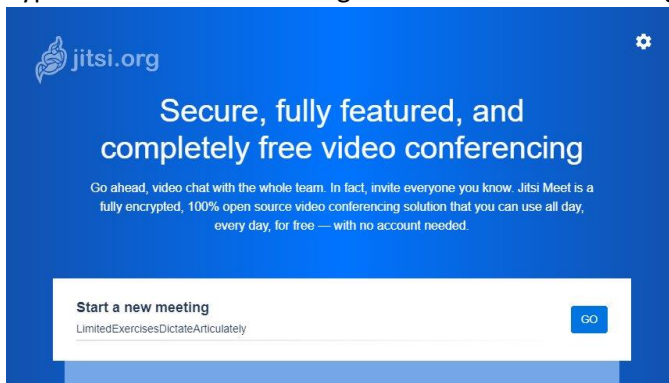 jitsi.org
Secure, fully featured, and
completely free video conferencing
Go ahead, video chat with the whole team. In fact, invite everyone you know. Jitsi Meet is a
fully encrypted, 100% open source video conferencing solution that you can use all day,
every day, for free — with no account needed.
Start a new meeting
LimitedExercisesDictateArticulately
GO